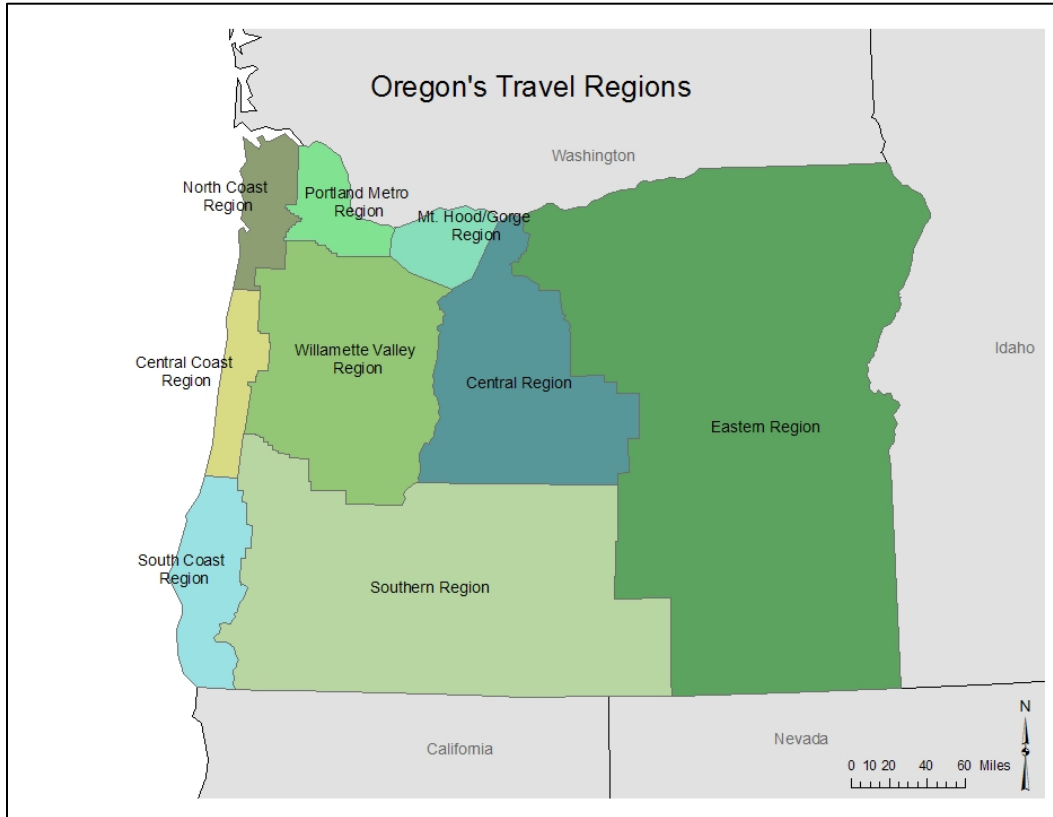 Oregon's Travel Regions
Washington
North Coast
Region
Portland Metro
Region
Mt. Hood/Gorge
Region
Central Coast
Region
Willamette Valley
Region
Central Region
Idaho
Eastern Region
South Coast
Region
Southern Region
California
Nevada
N
0 10 20 40 60 Miles